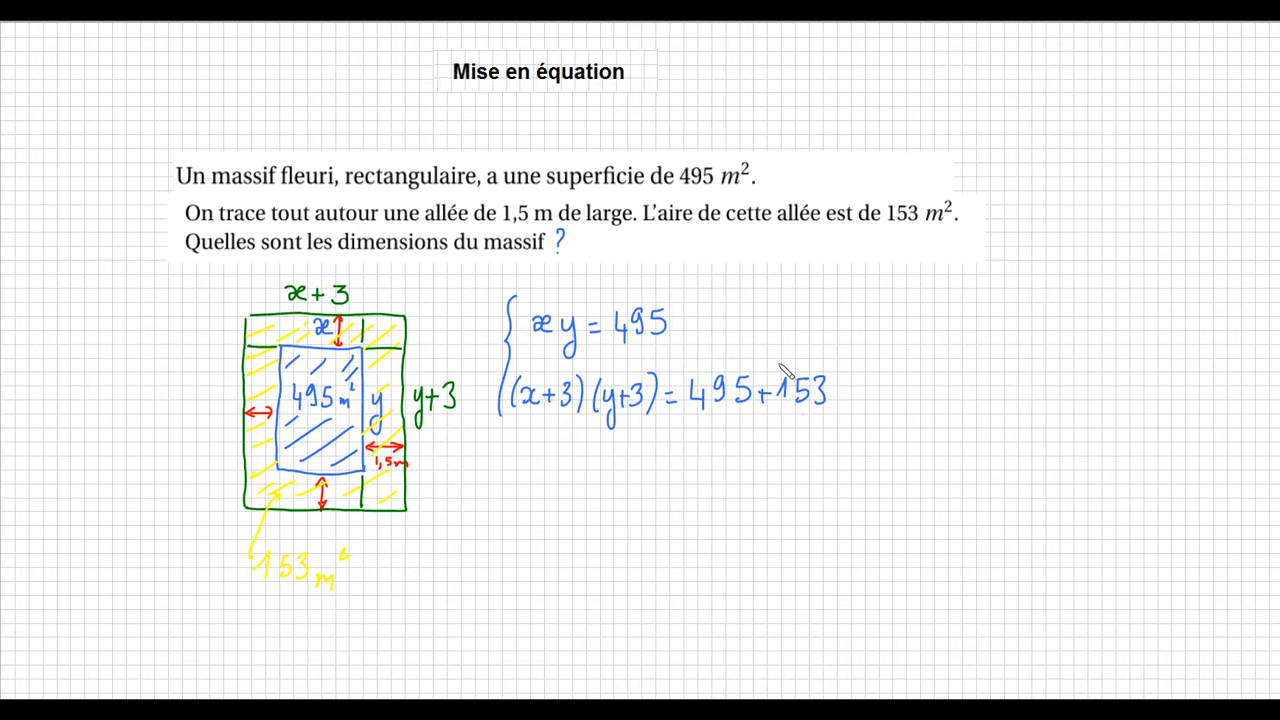 Mise en équation
Un massif fleuri, rectangulaire, a une superficie de 495 m².
On trace tout autour une allée de 1,5 m de large. L'aire de cette allée est de 153 m².
Quelles sont les dimensions du massif ?
x+3
x
495 m²
y
y+3
1,5m
153 m²
xy = 495
(x+3)(y+3) = 495+153